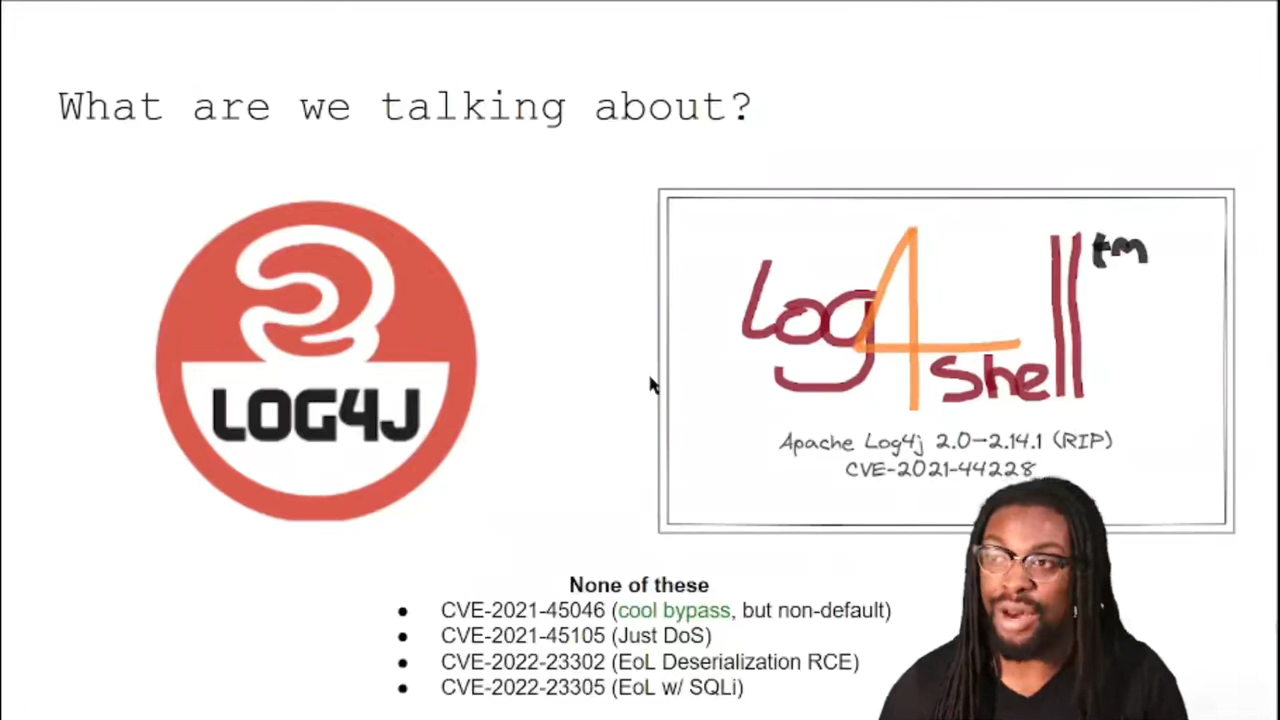 What are we talking about?
LOG4J
Log4Shell tm
Apache Log4j 2.0-2.14.1 (RIP)
CVE-2021-44228
None of these
• CVE-2021-45046 (cool bypass, but non-default)
• CVE-2021-45105 (Just DoS)
• CVE-2022-23302 (EoL Deserialization RCE)
• CVE-2022-23305 (EoL w/ SQLi)